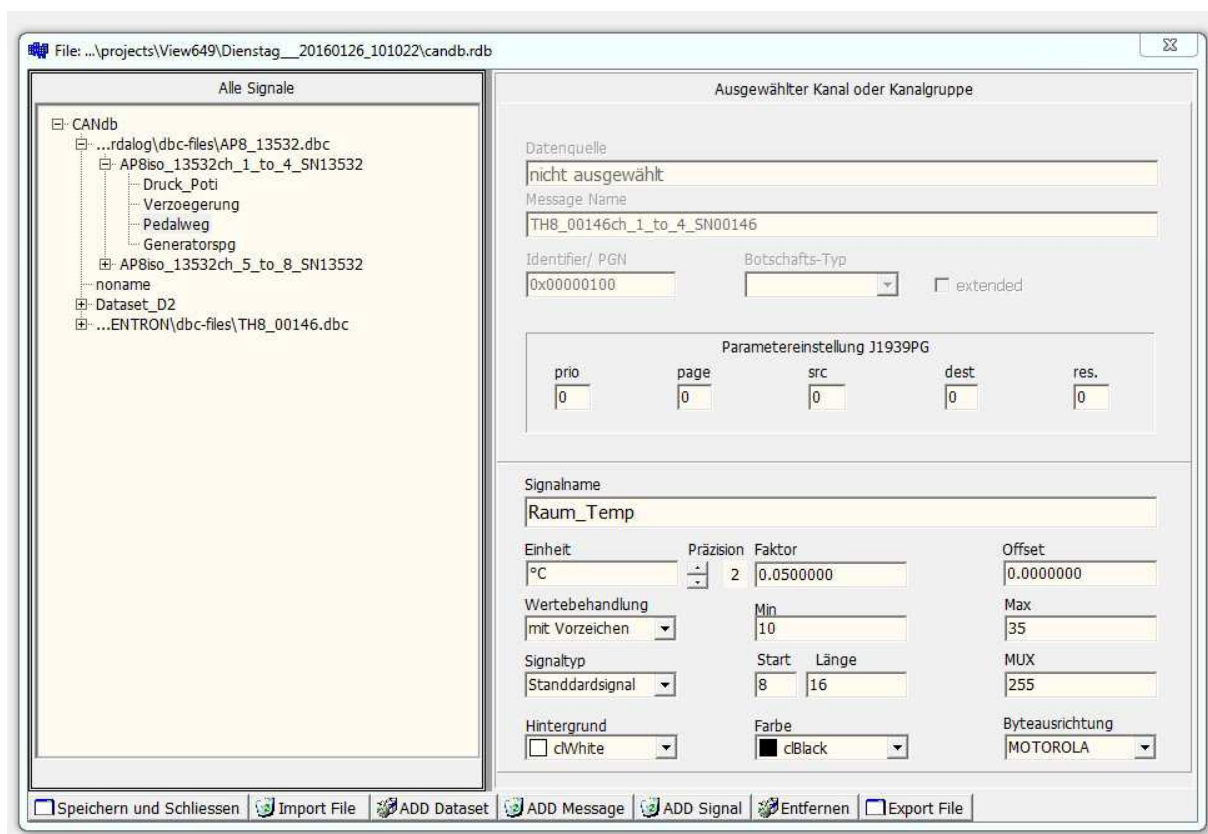 File: ...\projects\View649\Dienstag__20160126_101022\candb.rdb
Alle Signale
CANdb
...rdalog\dbc-files\AP8_13532.dbc
AP8iso_13532ch_1_to_4_SN13532
Druck_Poti
Verzoegerung
Pedalweg
Generatorspg
AP8iso_13532ch_5_to_8_SN13532
noname
Dataset_D2
...ENTRON\dbc-files\TH8_00146.dbc
Ausgewählter Kanal oder Kanalgruppe
Datenquelle
nicht ausgewählt
Message Name
TH8_00146ch_1_to_4_SN00146
Identifier/ PGN Botschafts-Typ
0x00000100 extended
Parametereinstellung J1939PG
prio page src dest res.
0 0 0 0 0
Signalname
Raum_Temp
Einheit Präzision Faktor Offset
°C 2 0.0500000 0.0000000
Wertebehandlung Min Max
mit Vorzeichen 10 35
Signaltyp Start Länge MUX
Standdardsignal 8 16 255
Hintergrund Farbe Byteausrichtung
clWhite clBlack MOTOROLA
Speichern und Schliessen Import File ADD Dataset ADD Message ADD Signal Entfernen Export File